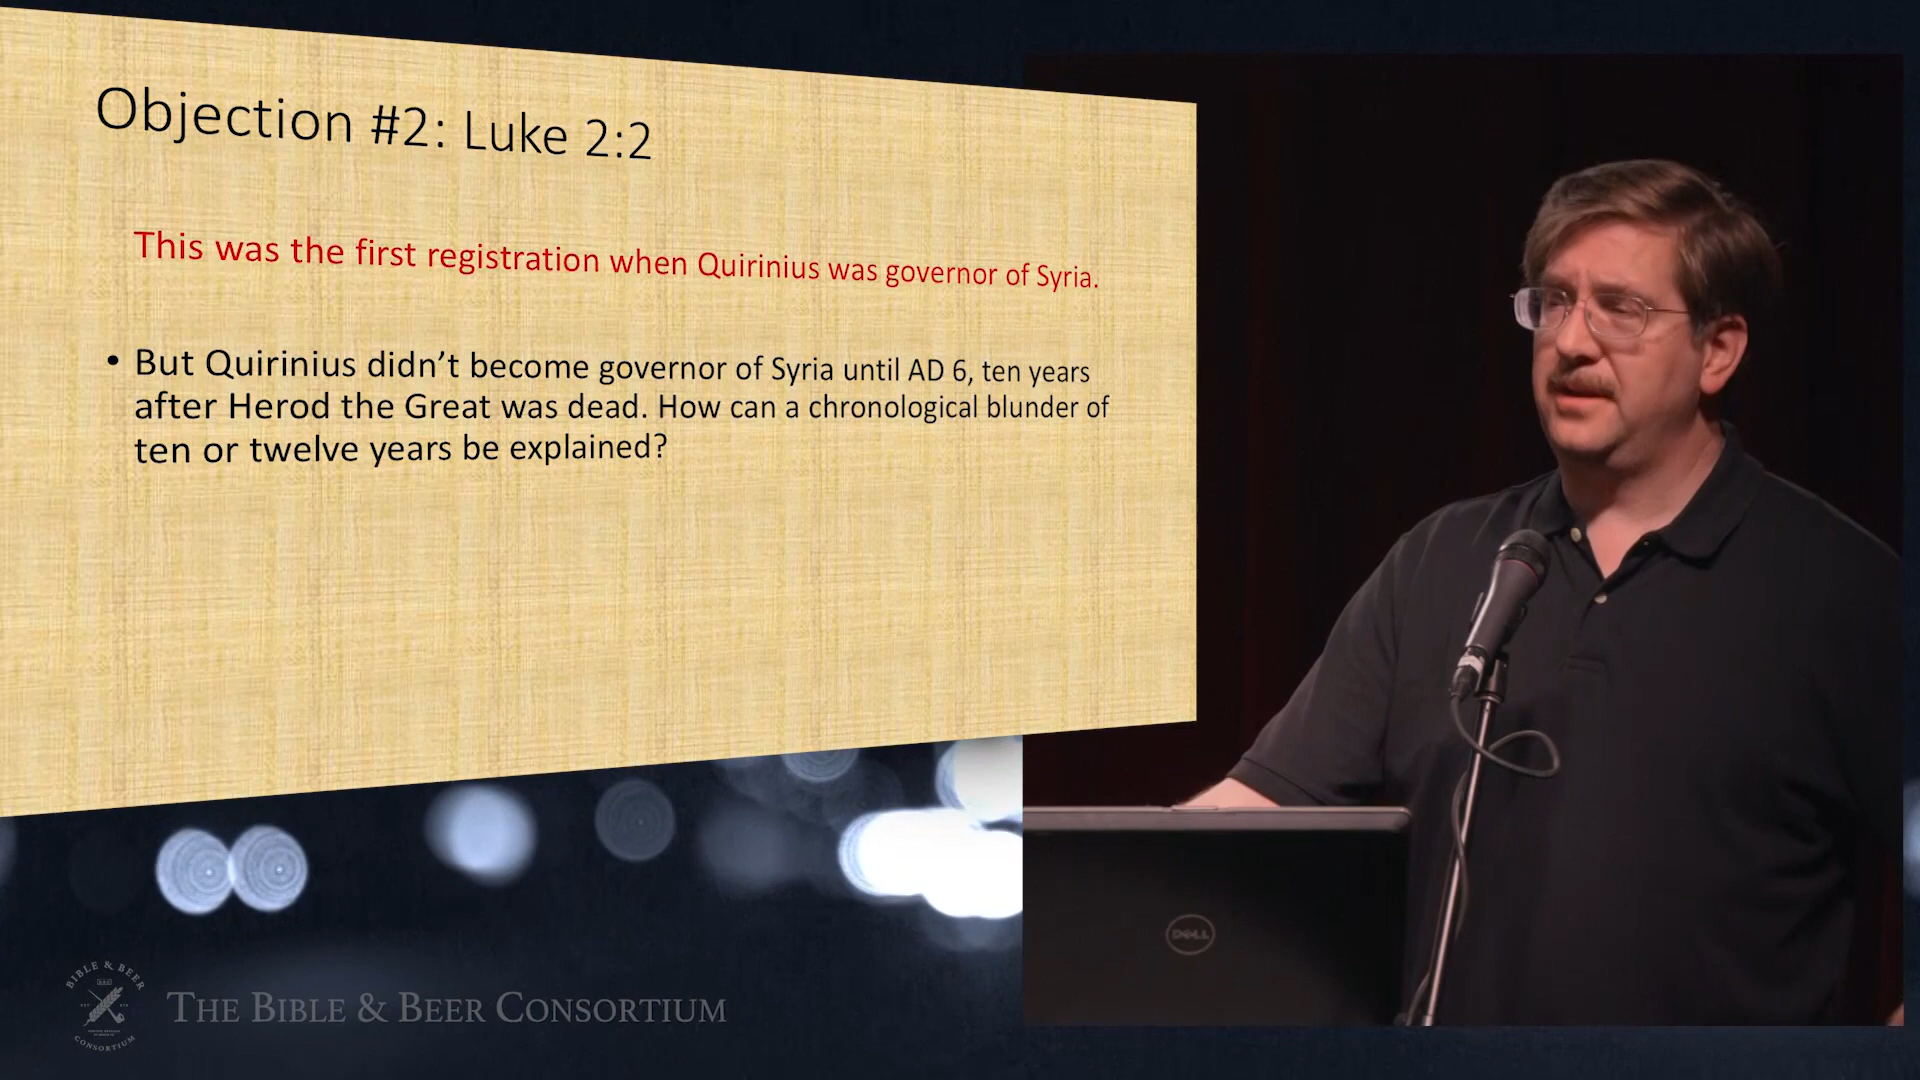 Objection #2: Luke 2:2
This was the first registration when Quirinius was governor of Syria.
• But Quirinius didn’t become governor of Syria until AD 6, ten years
after Herod the Great was dead. How can a chronological blunder of
ten or twelve years be explained?
DELL
BIBLE & BEER
CONSORTIUM
THE BIBLE & BEER CONSORTIUM